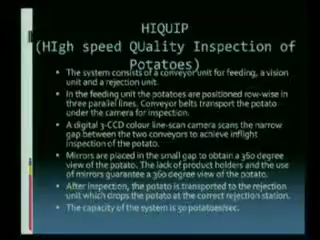 HIQUIP
(HIgh speed QUality Inspection of
Potatoes)
The system consists of a conveyor unit for feeding, a vision
unit and a rejection unit.
In the feeding unit the potatoes are positioned row-wise in
three parallel lines. Conveyor belts transport the potato
under the camera for inspection.
A digital 3-CCD colour line-scan camera scans the narrow
gap between the two conveyors to achieve inflight
inspection of the potato.
Mirrors are placed in the small gap to obtain a 360 degree
view of the potato. The lack of product holders and the use
of mirrors guarantee a 360 degree view of the potato.
After inspection, the potato is transported to the rejection
unit which drops the potato at the correct rejection station.
The capacity of the system is 50 potatoes/sec.